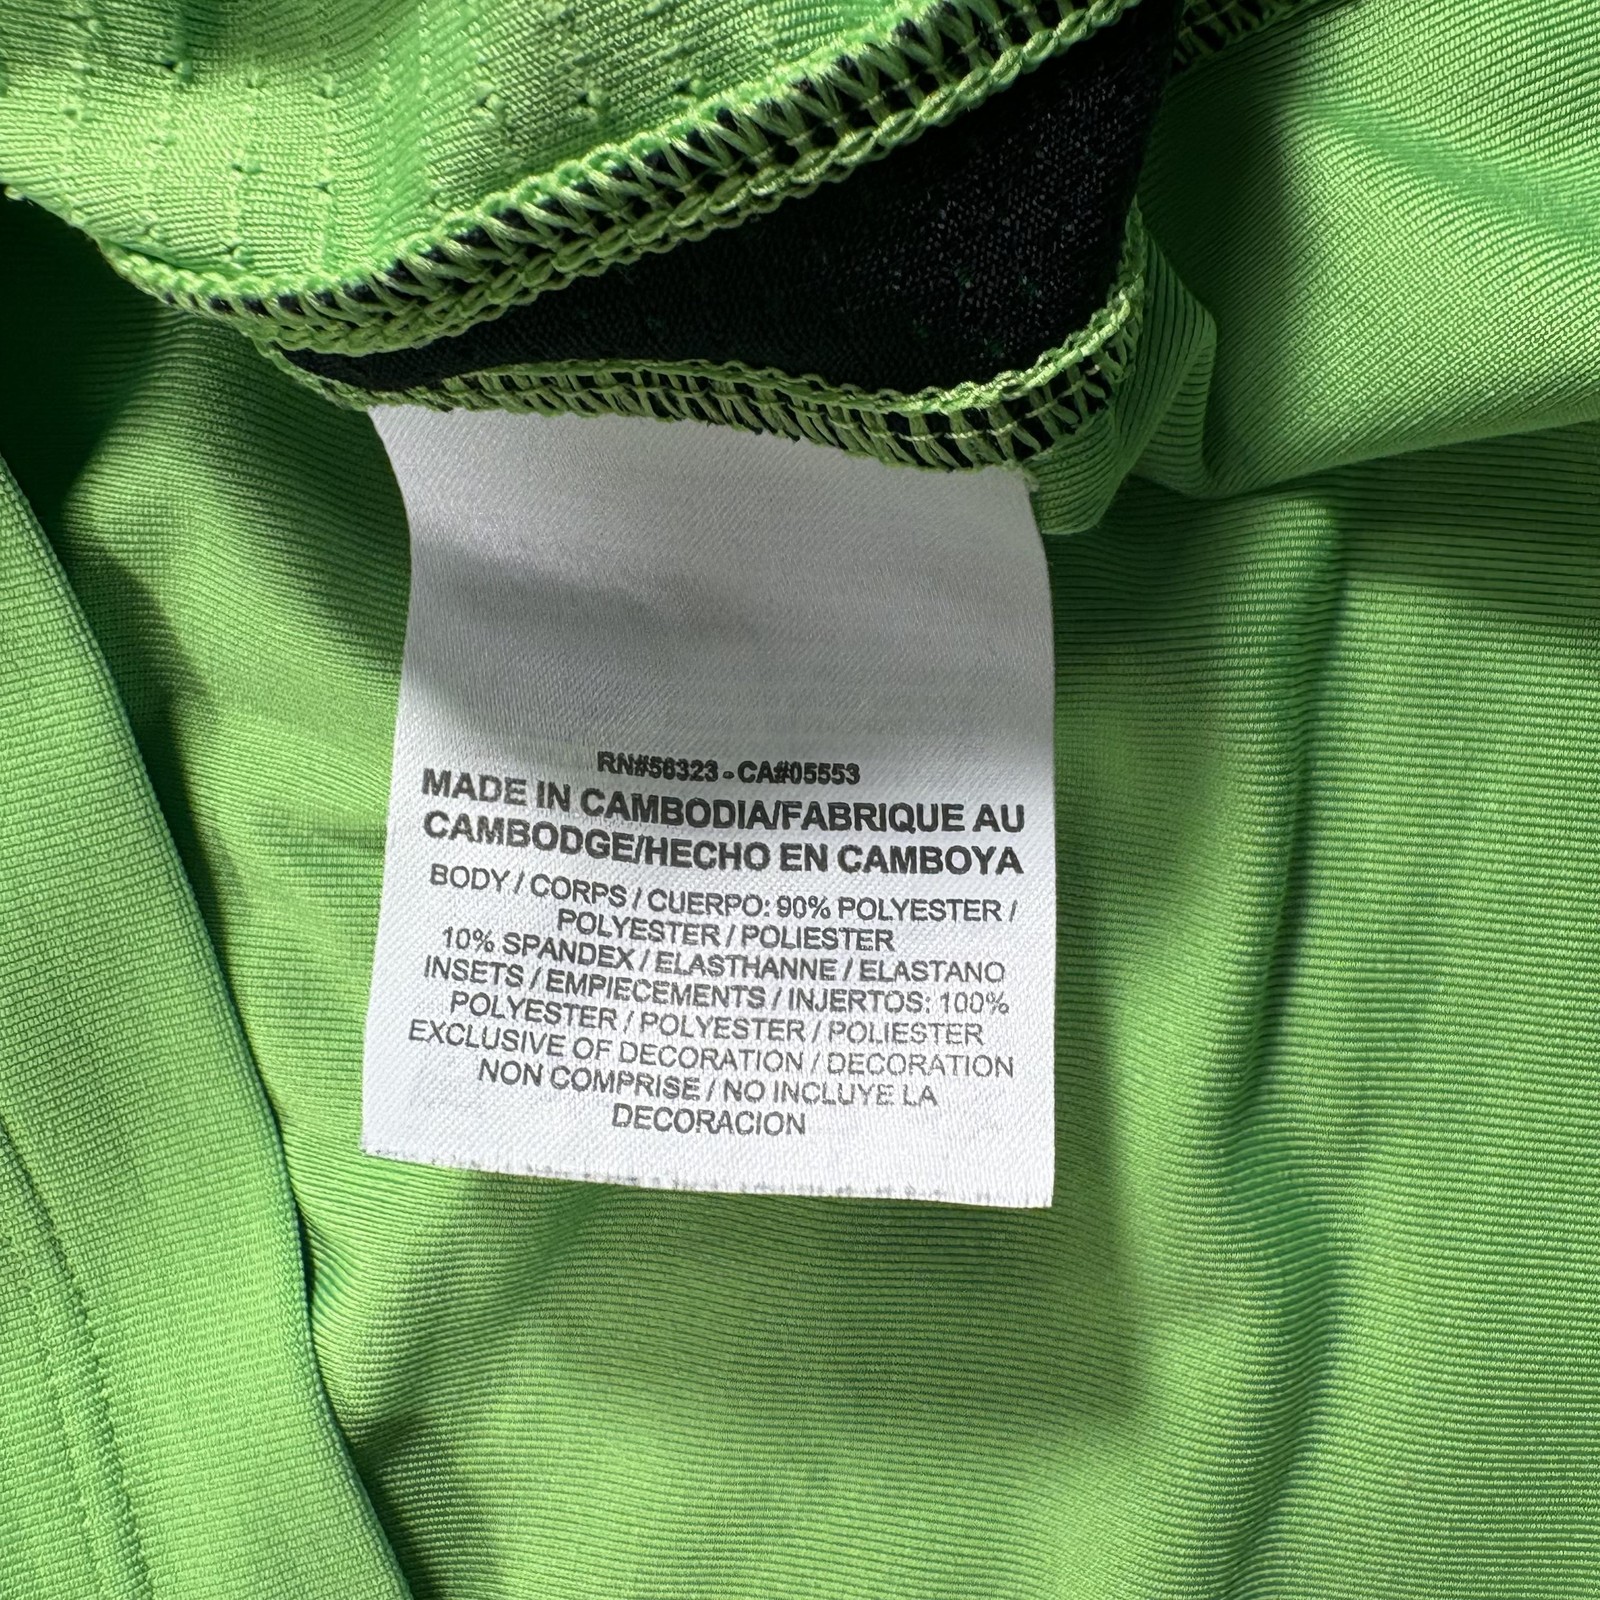 RN#56323 - CA#05553
MADE IN CAMBODIA/FABRIQUE AU
CAMBODGE/HECHO EN CAMBOYA
BODY / CORPS / CUERPO: 90% POLYESTER /
POLYESTER / POLIESTER
10% SPANDEX / ELASTHANNE / ELASTANO
INSETS / EMPIECEMENTS / INJERTOS: 100%
POLYESTER / POLYESTER / POLIESTER
EXCLUSIVE OF DECORATION / DECORATION
NON COMPRISE / NO INCLUYE LA
DECORACION